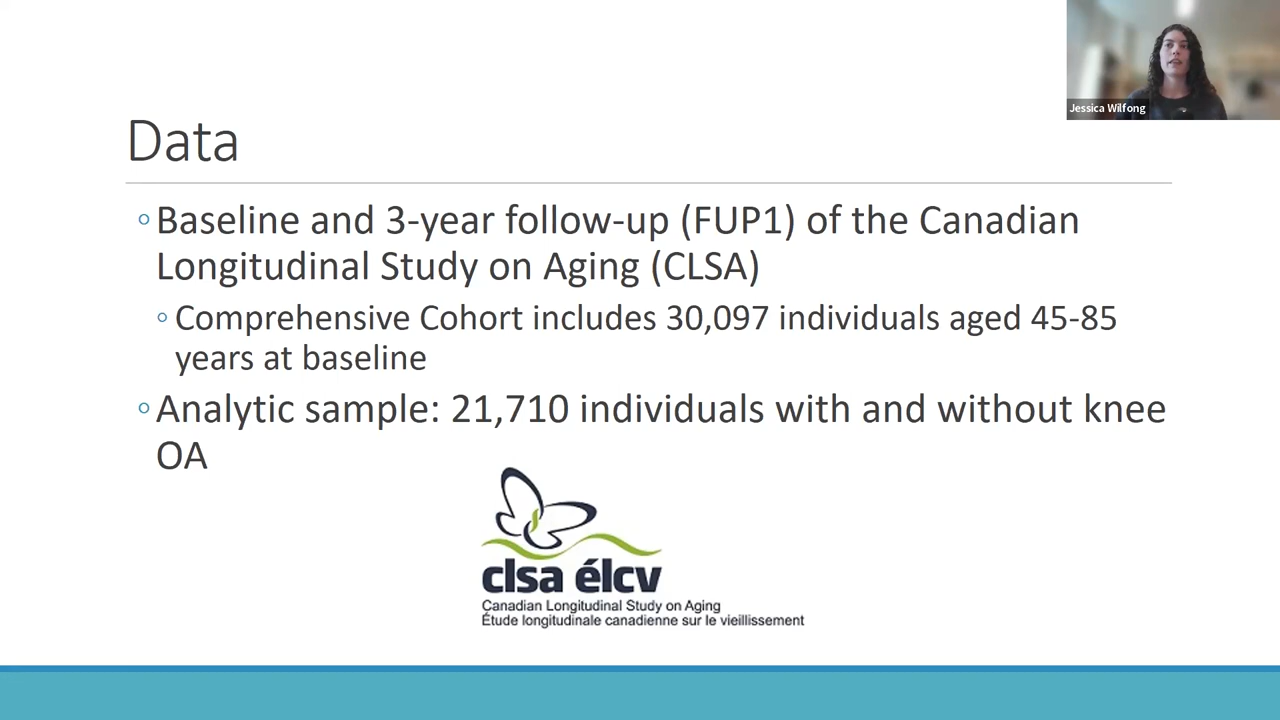 Jessica Wilfong
Data
Baseline and 3-year follow-up (FUP1) of the Canadian
Longitudinal Study on Aging (CLSA)
Comprehensive Cohort includes 30,097 individuals aged 45-85
years at baseline
Analytic sample: 21,710 individuals with and without knee
OA
clsa élcv
Canadian Longitudinal Study on Aging
Étude longitudinale canadienne sur le vieillissement